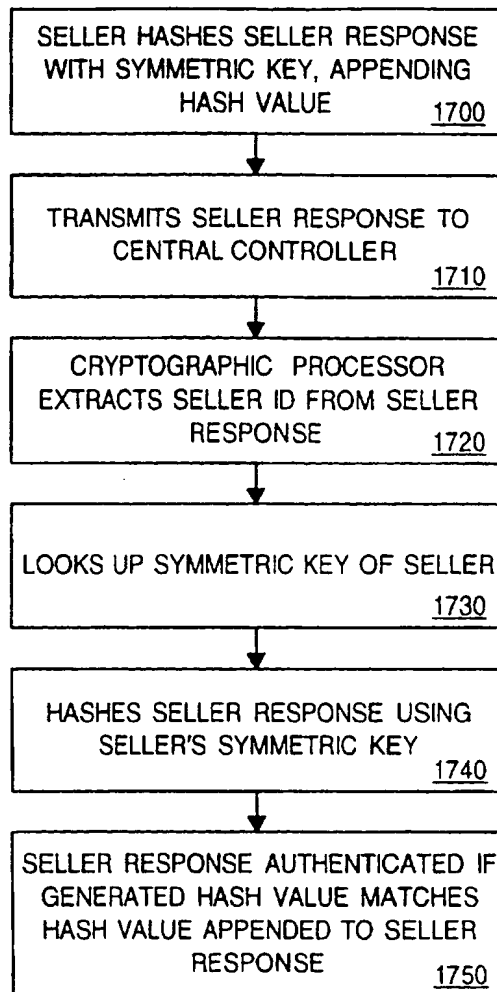 SELLER HASHES SELLER RESPONSE
WITH SYMMETRIC KEY, APPENDING
HASH VALUE
1700
TRANSMITS SELLER RESPONSE TO
CENTRAL CONTROLLER
1710
CRYPTOGRAPHIC PROCESSOR
EXTRACTS SELLER ID FROM SELLER
RESPONSE
1720
LOOKS UP SYMMETRIC KEY OF SELLER
1730
HASHES SELLER RESPONSE USING
SELLER'S SYMMETRIC KEY
1740
SELLER RESPONSE AUTHENTICATED IF
GENERATED HASH VALUE MATCHES
HASH VALUE APPENDED TO SELLER
RESPONSE
1750